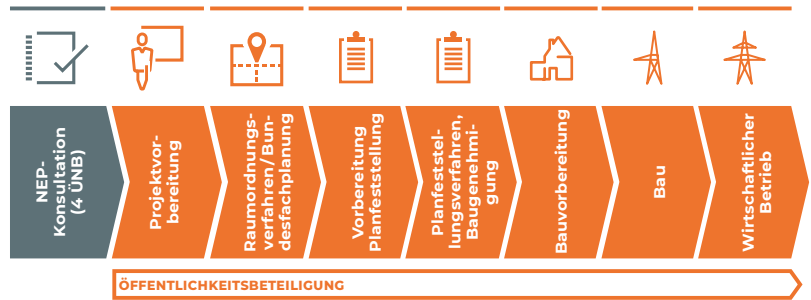 NEP-
Konsultation
(4 ÜNB)
Projektvor-
bereitung
Raumordnungs-
verfahren/Bun-
desfachplanung
Vorbereitung
Planfeststellung
Planfeststel-
lungsverfahren,
Baugenehmi-
gung
Bauvorbereitung
Bau
Wirtschaftlicher
Betrieb
ÖFFENTLICHKEITSBETEILIGUNG